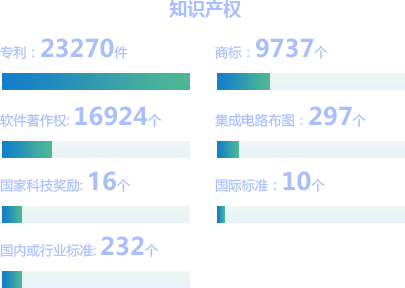 知识产权
专利：23270件
商标：9737个
软件著作权: 16924个
集成电路布图：297个
国家科技奖励: 16个
国际标准：10个
国内或行业标准: 232个